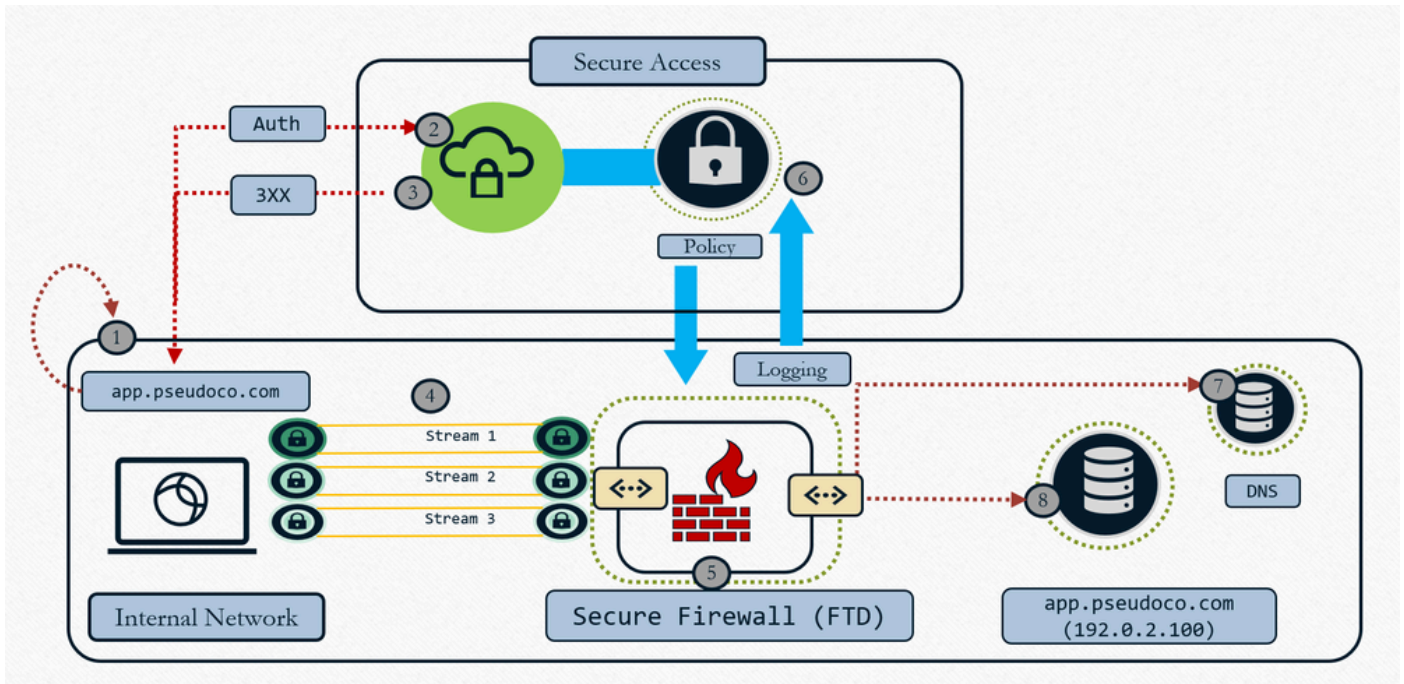 Secure Access
Auth
2
3XX
3
6
Policy
1
Logging
app.pseudoco.com
4
7
Stream 1
Stream 2
Stream 3
DNS
8
5
Internal Network
Secure Firewall (FTD)
app.pseudoco.com
(192.0.2.100)